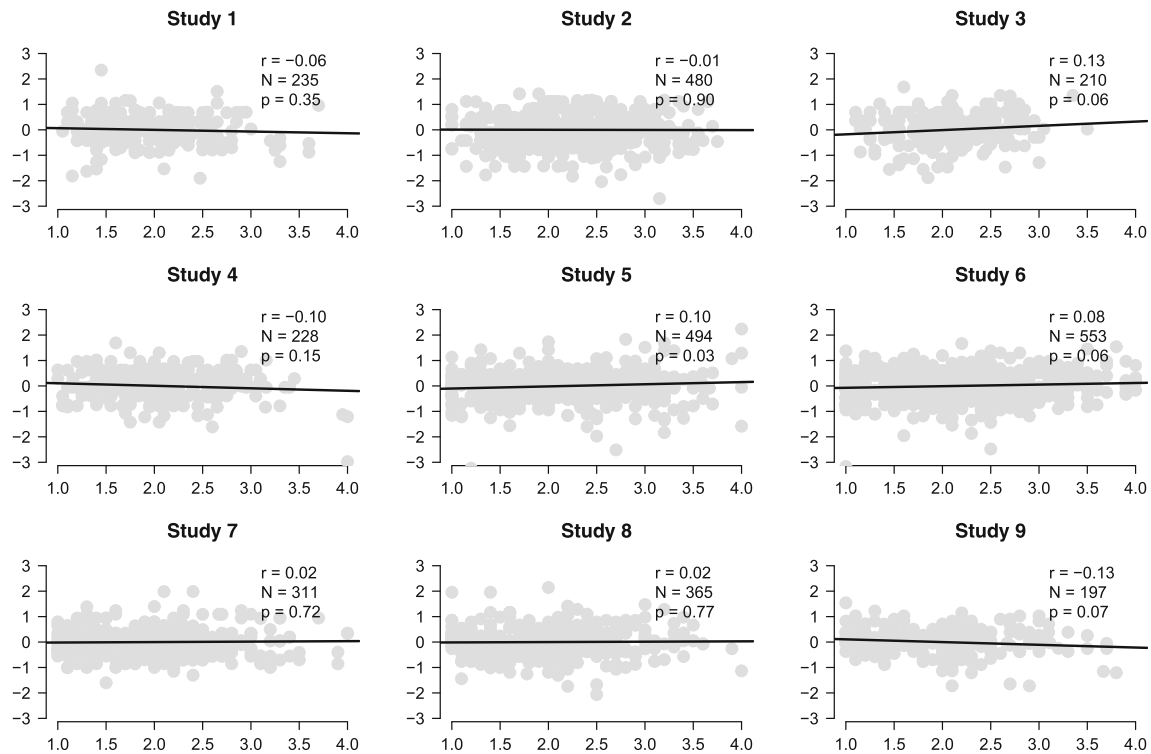 Study 1
r = −0.06
N = 235
p = 0.35
3
2
1
0
−1
−2
−3
1.0 1.5 2.0 2.5 3.0 3.5 4.0
Study 2
r = −0.01
N = 480
p = 0.90
3
2
1
0
−1
−2
−3
1.0 1.5 2.0 2.5 3.0 3.5 4.0
Study 3
r = 0.13
N = 210
p = 0.06
3
2
1
0
−1
−2
−3
1.0 1.5 2.0 2.5 3.0 3.5 4.0
Study 4
r = −0.10
N = 228
p = 0.15
3
2
1
0
−1
−2
−3
1.0 1.5 2.0 2.5 3.0 3.5 4.0
Study 5
r = 0.10
N = 494
p = 0.03
3
2
1
0
−1
−2
−3
1.0 1.5 2.0 2.5 3.0 3.5 4.0
Study 6
r = 0.08
N = 553
p = 0.06
3
2
1
0
−1
−2
−3
1.0 1.5 2.0 2.5 3.0 3.5 4.0
Study 7
r = 0.02
N = 311
p = 0.72
3
2
1
0
−1
−2
−3
1.0 1.5 2.0 2.5 3.0 3.5 4.0
Study 8
r = 0.02
N = 365
p = 0.77
3
2
1
0
−1
−2
−3
1.0 1.5 2.0 2.5 3.0 3.5 4.0
Study 9
r = −0.13
N = 197
p = 0.07
3
2
1
0
−1
−2
−3
1.0 1.5 2.0 2.5 3.0 3.5 4.0